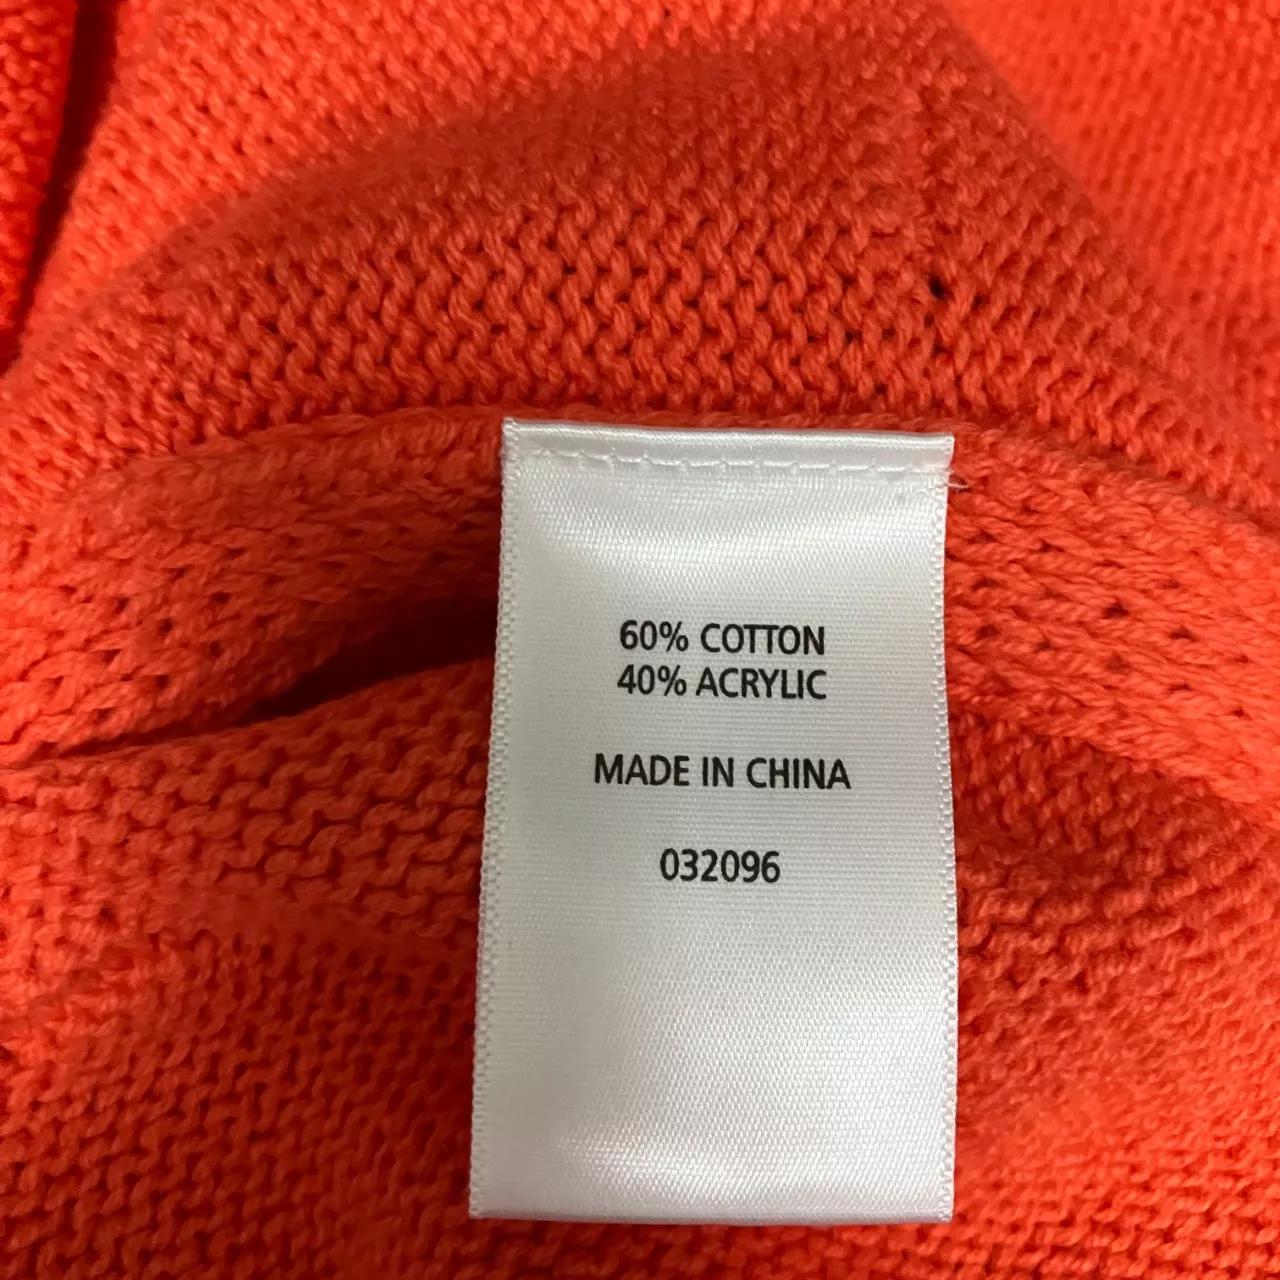 60% COTTON
40% ACRYLIC
MADE IN CHINA
032096